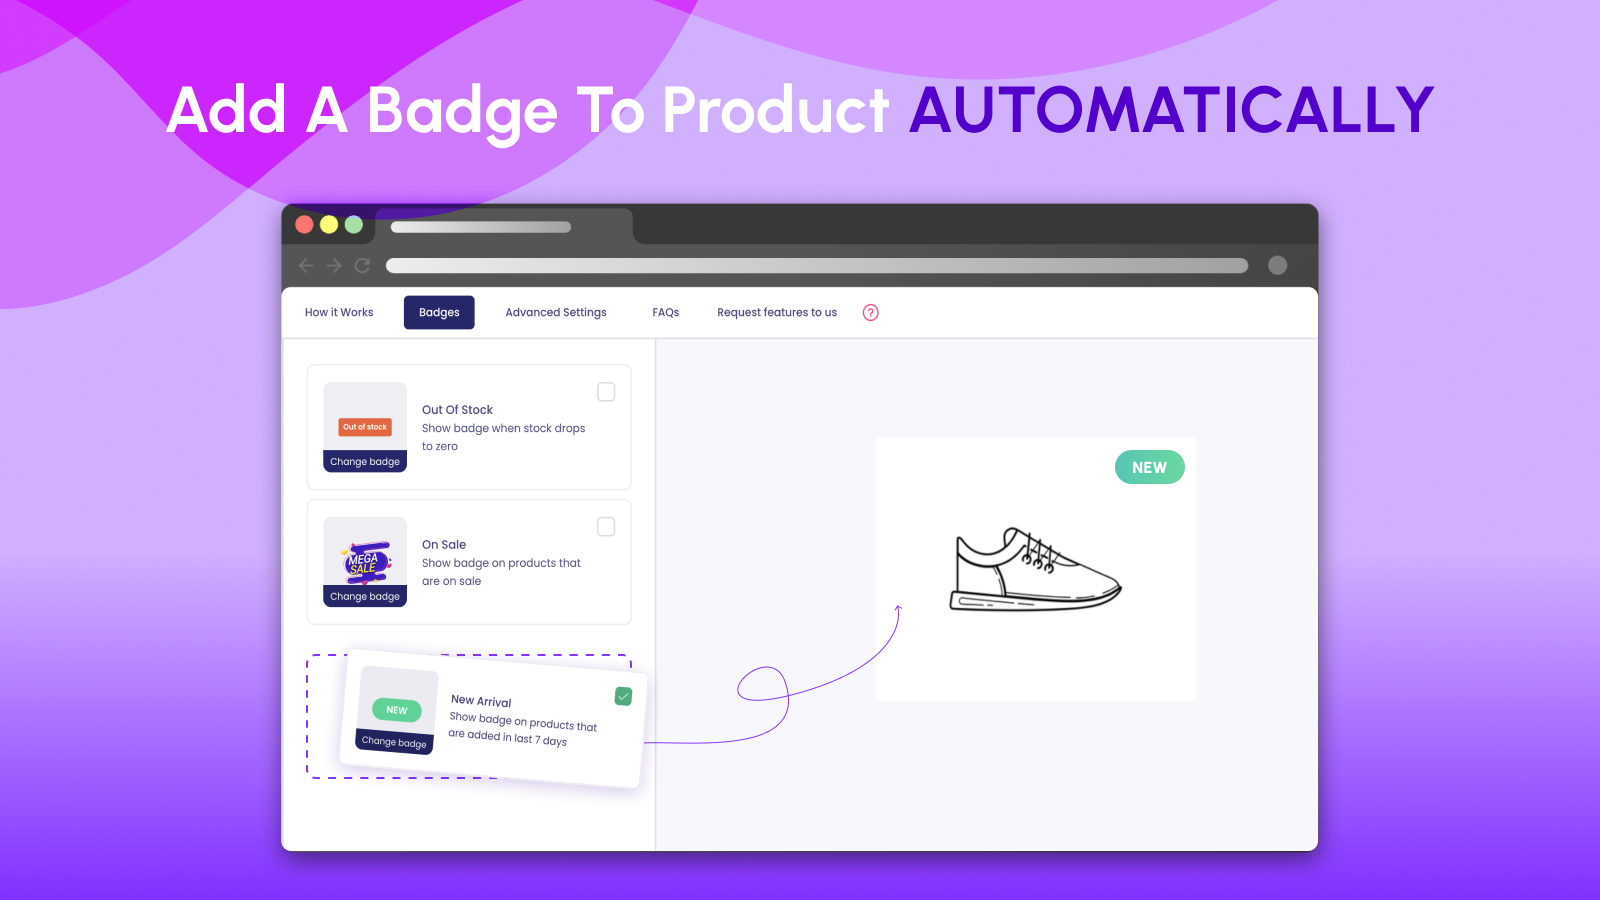 Add A Badge To Product AUTOMATICALLY
How it Works
Badges
Advanced Settings
FAQs
Request features to us
?
Out of stock
Change badge
Out Of Stock
Show badge when stock drops
to zero
MEGA
SALE
Change badge
On Sale
Show badge on products that
are on sale
NEW
Change badge
New Arrival
Show badge on products that
are added in last 7 days
NEW